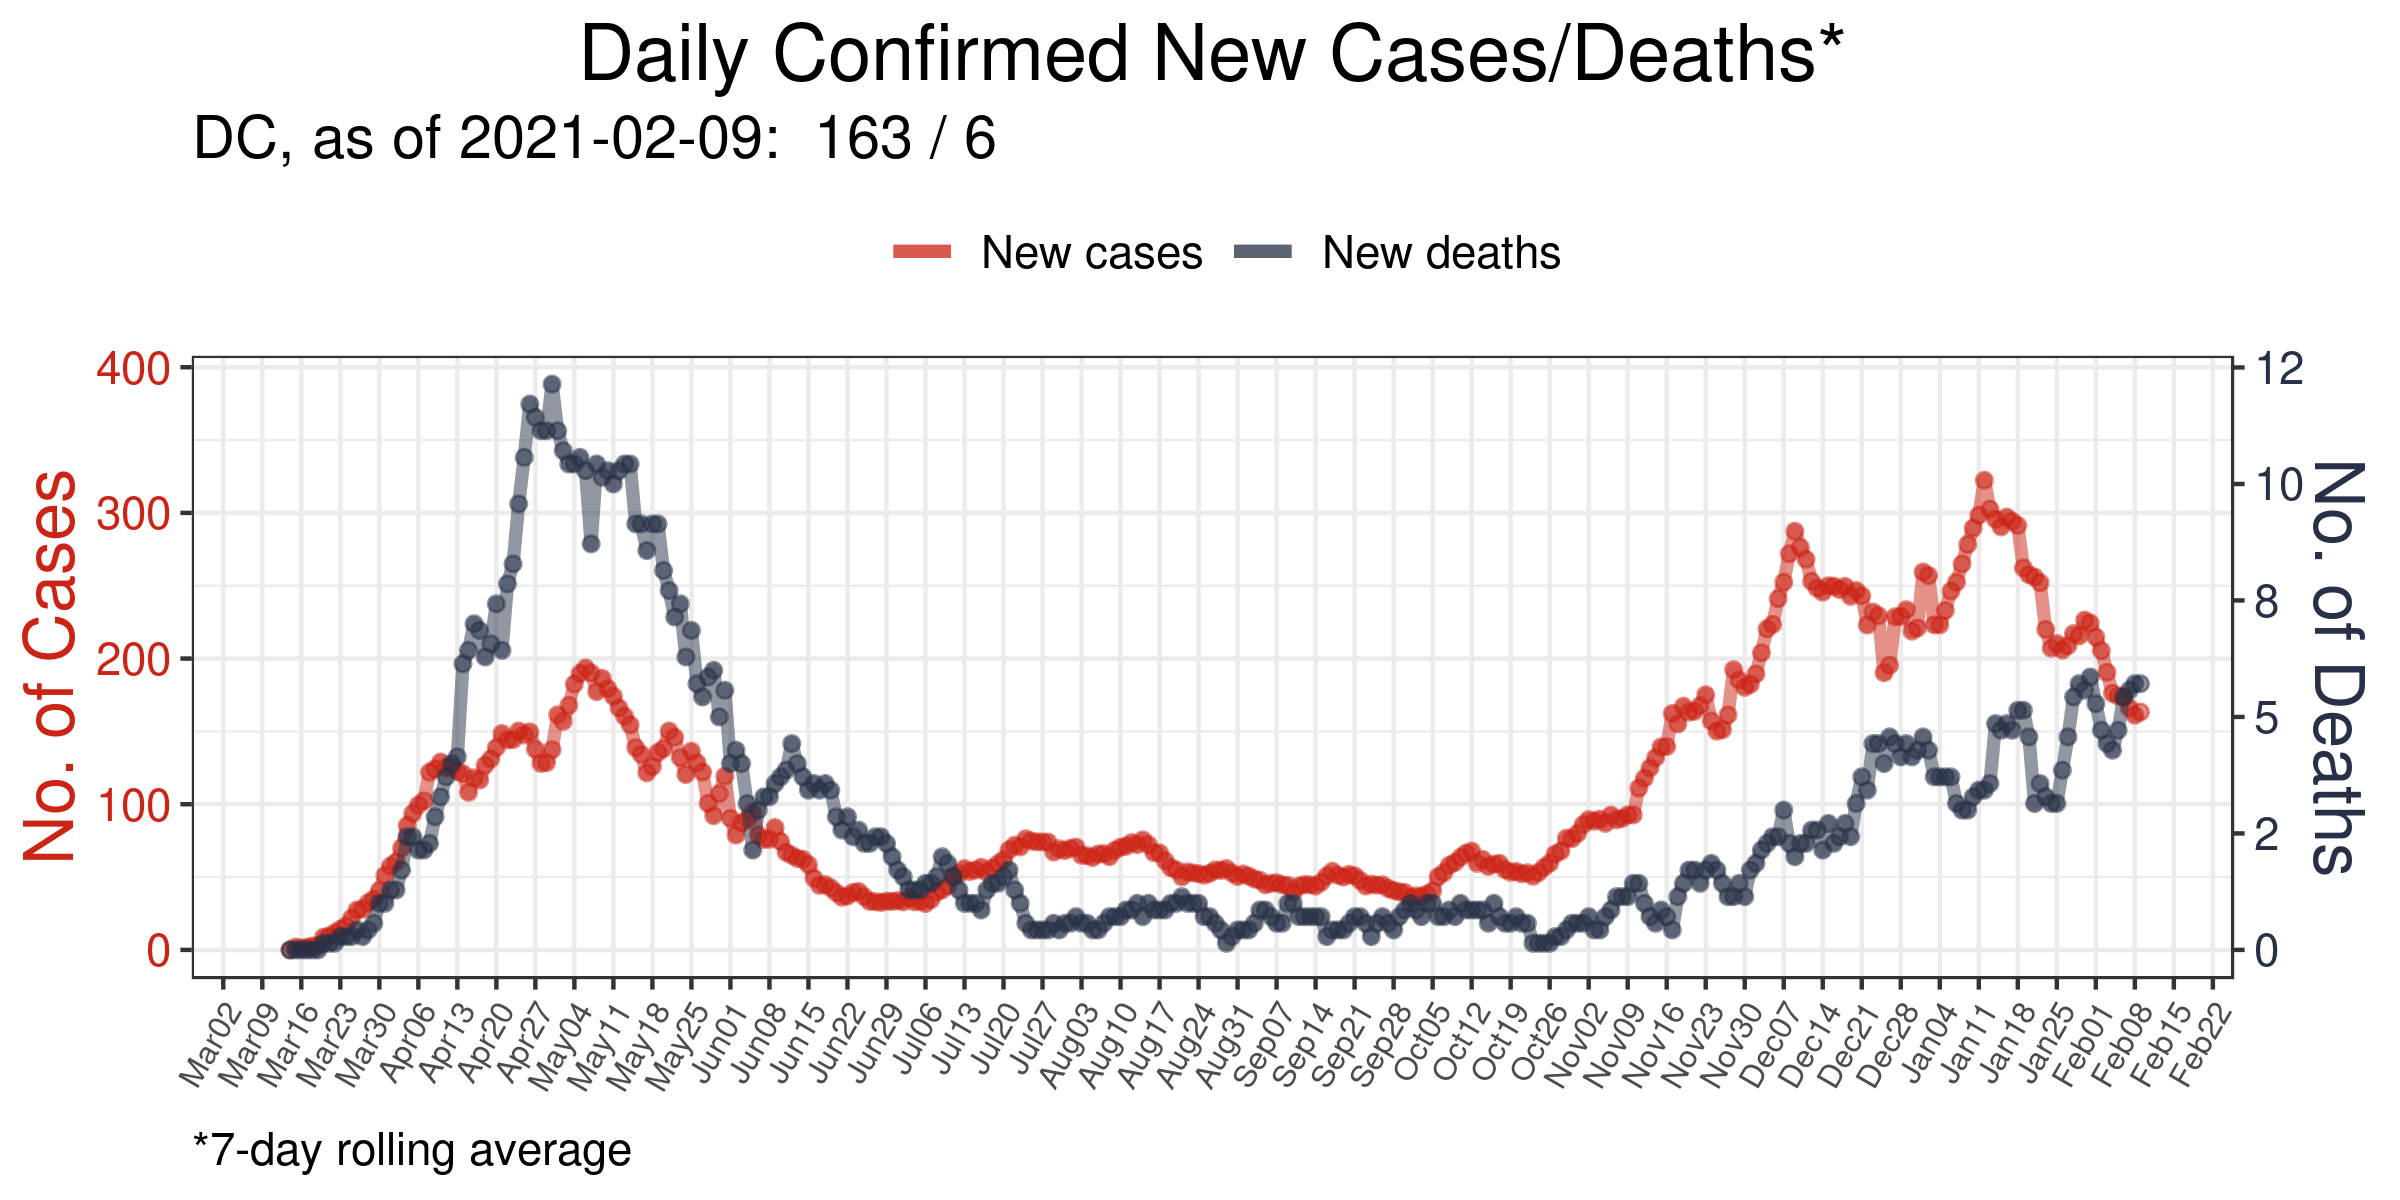 Daily Confirmed New Cases/Deaths*
DC, as of 2021-02-09:  163 / 6
New cases
New deaths
No. of Cases
400
300
200
100
0
12
10
8
5
2
0
No. of Deaths
Mar02
Mar09
Mar16
Mar23
Mar30
Apr06
Apr13
Apr20
Apr27
May04
May11
May18
May25
Jun01
Jun08
Jun15
Jun22
Jun29
Jul06
Jul13
Jul20
Jul27
Aug03
Aug10
Aug17
Aug24
Aug31
Sep07
Sep14
Sep21
Sep28
Oct05
Oct12
Oct19
Oct26
Nov02
Nov09
Nov16
Nov23
Nov30
Dec07
Dec14
Dec21
Dec28
Jan04
Jan11
Jan18
Jan25
Feb01
Feb08
Feb15
Feb22
*7-day rolling average